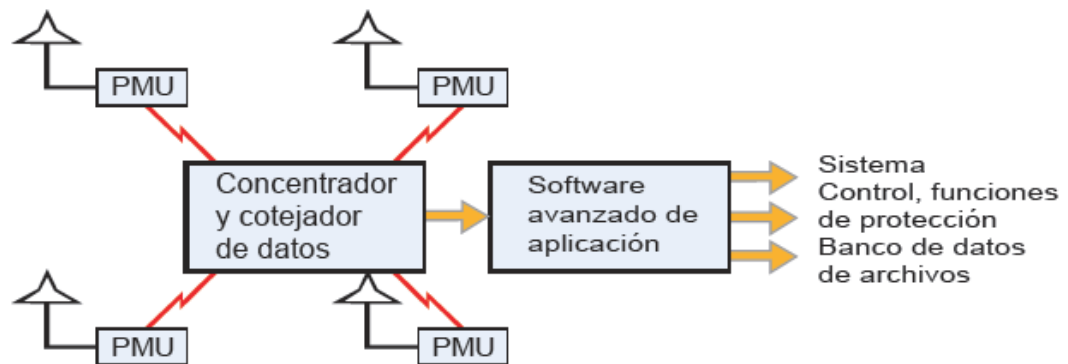 PMU
PMU
Concentrador
y cotejador
de datos
Software
avanzado de
aplicación
Sistema
Control, funciones
de protección
Banco de datos
de archivos
PMU
PMU